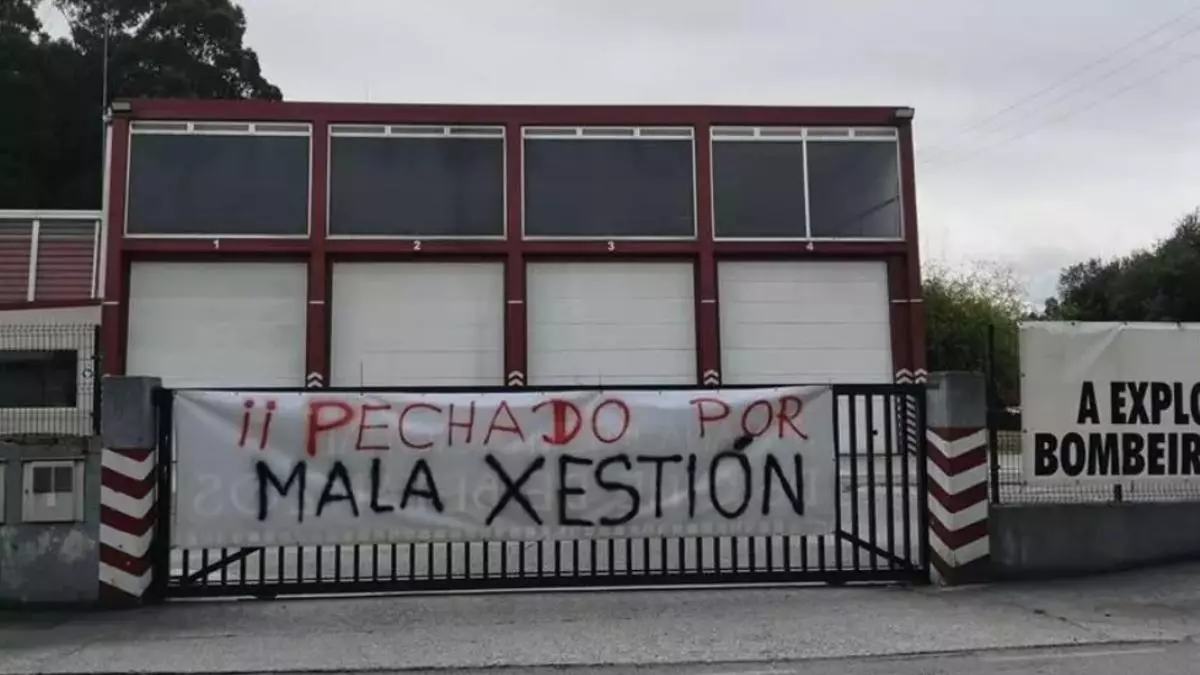 1 2 3 4
¡¡ PECHADO POR
MALA XESTIÓN
A EXPLO
BOMBEIR